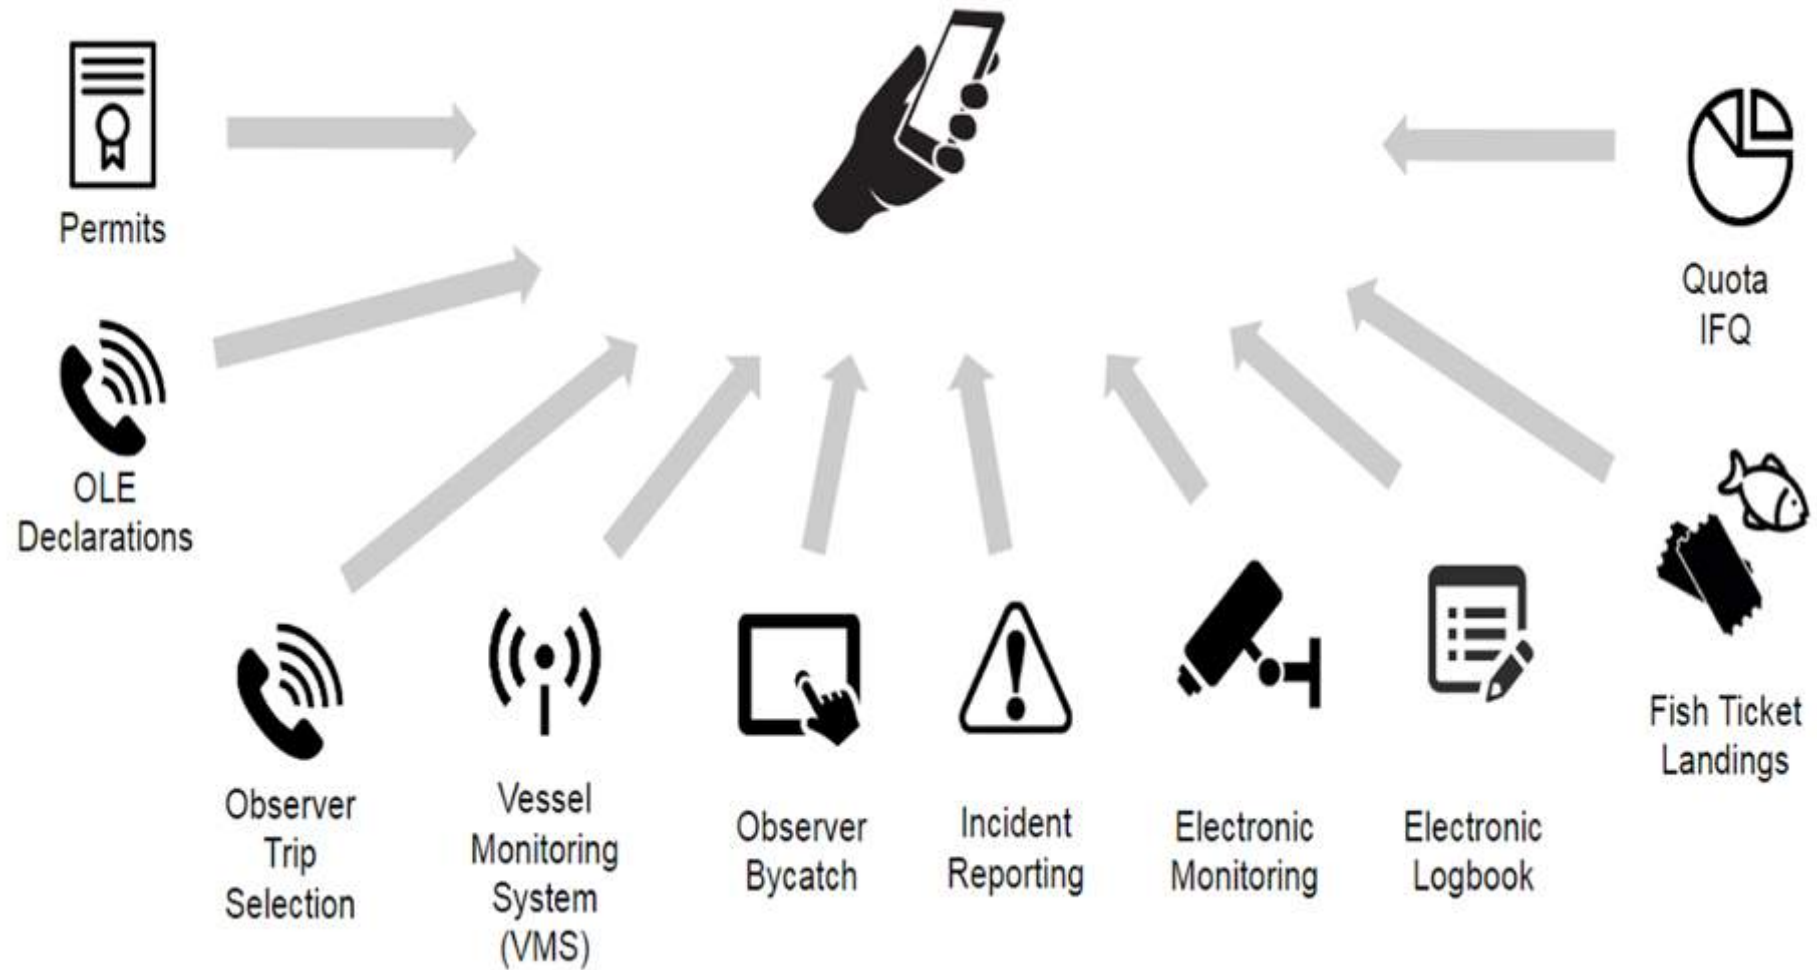 Permits
OLE
Declarations
Observer
Trip
Selection
Vessel
Monitoring
System
(VMS)
Observer
Bycatch
Incident
Reporting
Electronic
Monitoring
Electronic
Logbook
Fish Ticket
Landings
Quota
IFQ